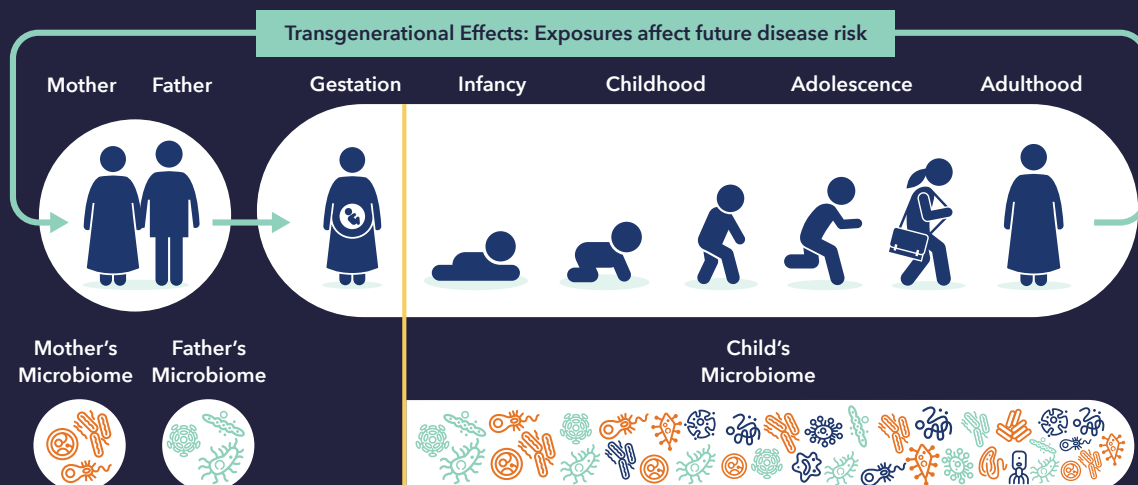 Transgenerational Effects: Exposures affect future disease risk
Mother Father Gestation Infancy Childhood Adolescence Adulthood
Mother’s
Microbiome
Father’s
Microbiome
Child’s
Microbiome